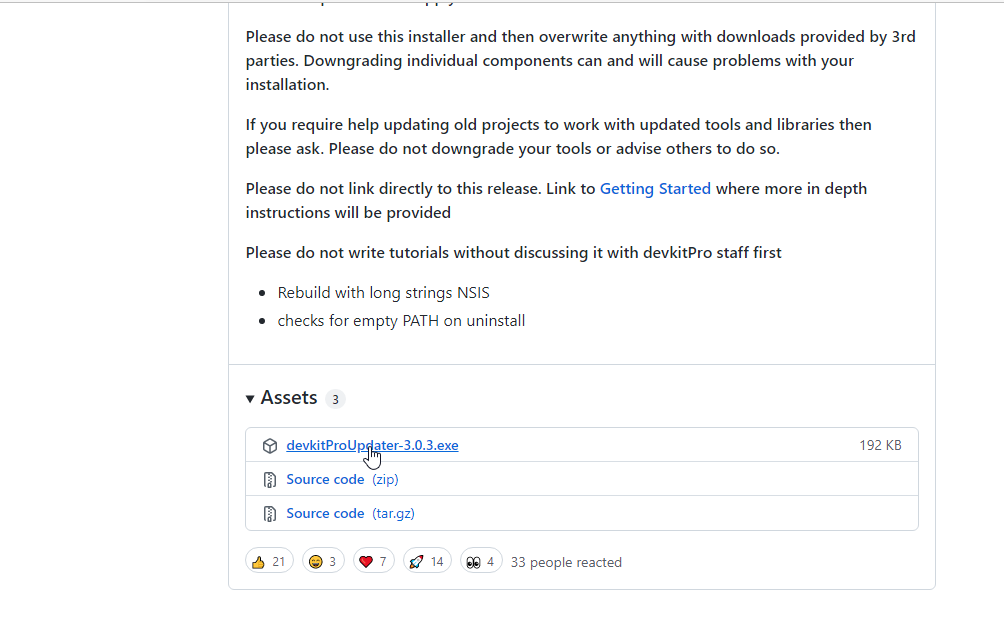 Please do not use this installer and then overwrite anything with downloads provided by 3rd
parties. Downgrading individual components can and will cause problems with your
installation.
If you require help updating old projects to work with updated tools and libraries then
please ask. Please do not downgrade your tools or advise others to do so.
Please do not link directly to this release. Link to Getting Started where more in depth
instructions will be provided
Please do not write tutorials without discussing it with devkitPro staff first
Rebuild with long strings NSIS
checks for empty PATH on uninstall
Assets 3
devkitProUpdater-3.0.3.exe 192 KB
Source code (zip)
Source code (tar.gz)
21 3 7 14 4 33 people reacted